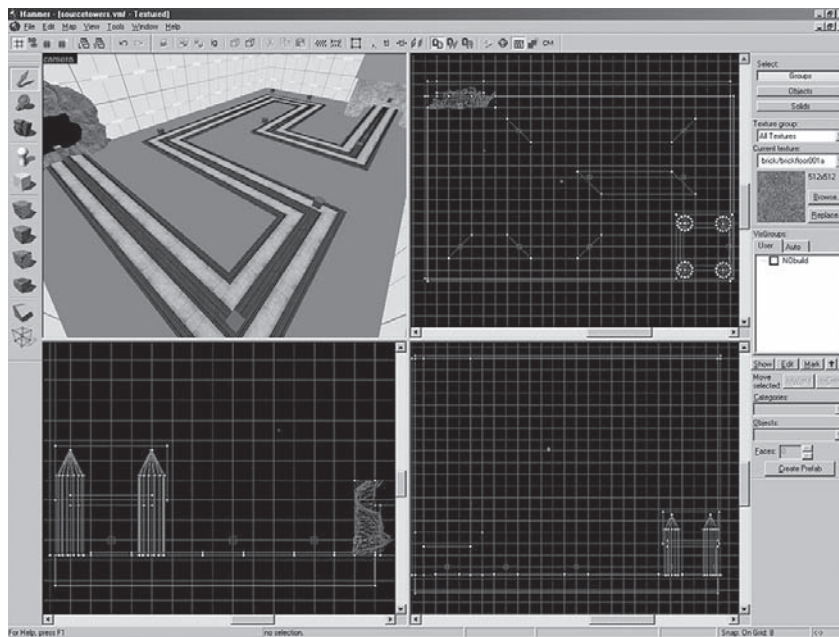 Hammer - [sourcetowers.vmf - Textured]
File Edit Map View Tools Window Help
CM
camera
Select:
Groups
Objects
Solids
Texture group:
All Textures
Current texture:
brick/brickfloor001a
512x512
Browse...
Replace...
VisGroups:
User Auto
NObuild
Show Edit Mark
Move
selected
Categories:
Objects:
Faces:
Create Prefab
For Help, press F1
no selection.
Snap: On Grid: 8